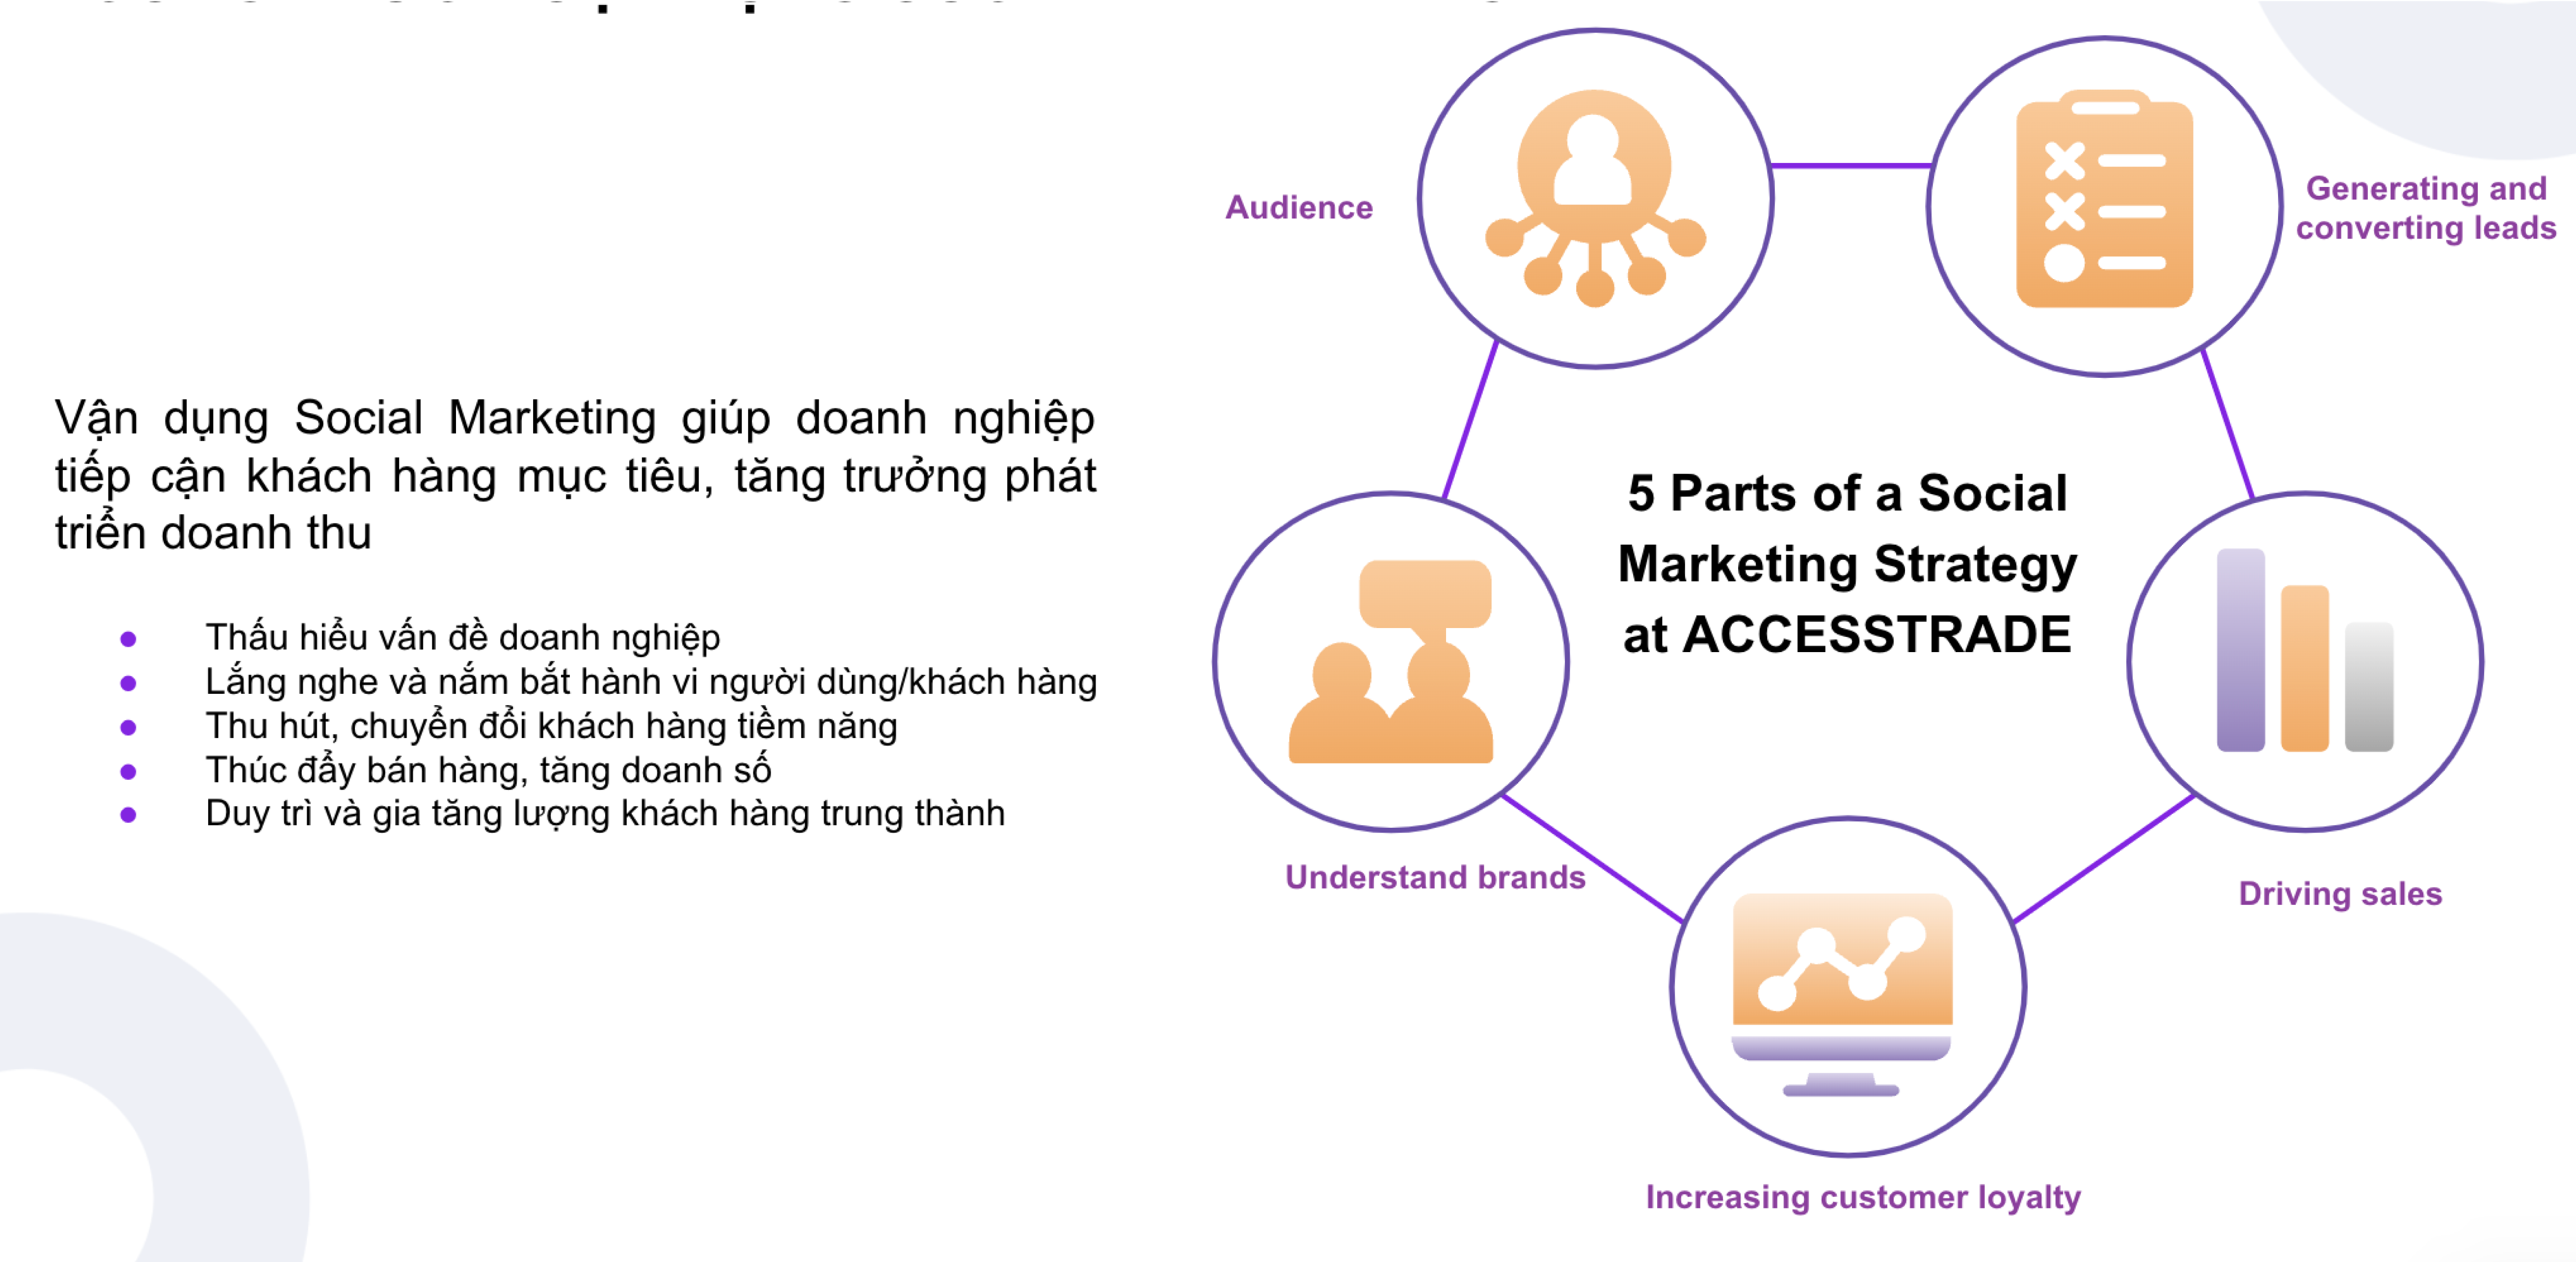 Vận dụng Social Marketing giúp doanh nghiệp
tiếp cận khách hàng mục tiêu, tăng trưởng phát
triển doanh thu
Thấu hiểu vấn đề doanh nghiệp
Lắng nghe và nắm bắt hành vi người dùng/khách hàng
Thu hút, chuyển đổi khách hàng tiềm năng
Thúc đẩy bán hàng, tăng doanh số
Duy trì và gia tăng lượng khách hàng trung thành
Audience
Generating and
converting leads
5 Parts of a Social
Marketing Strategy
at ACCESSTRADE
Understand brands
Driving sales
Increasing customer loyalty